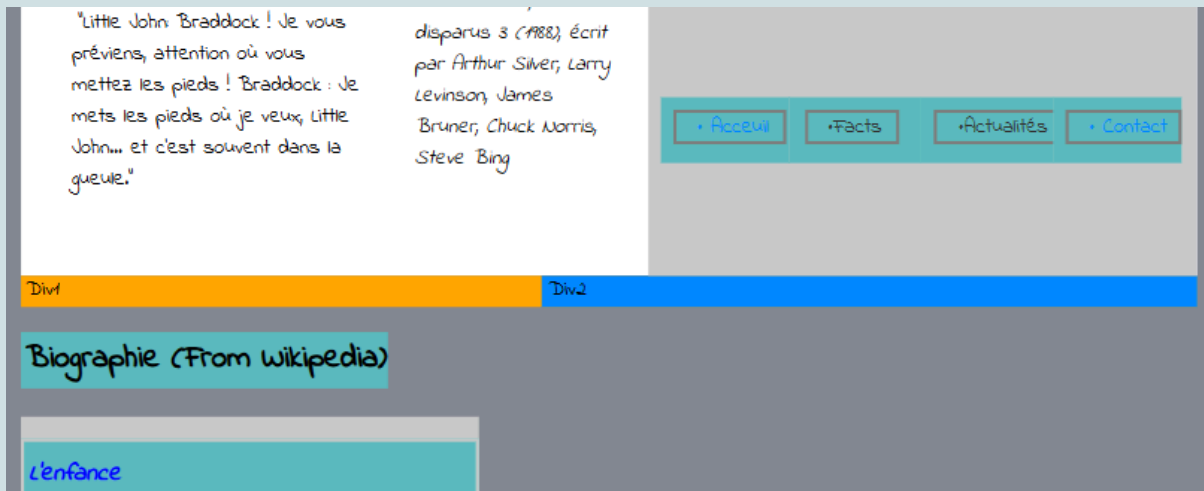 "Little John: Braddock ! Je vous
préviens, attention où vous
mettez les pieds ! Braddock : Je
mets les pieds où je veux, Little
John... et c'est souvent dans la
gueule."
disparus 3 (1988), écrit
par Arthur Silver, Larry
Levinson, James
Bruner, Chuck Norris,
Steve Bing
• Acceuil •Facts •Actualités • Contact
Div1 Div2
Biographie (From Wikipedia)
L'enfance